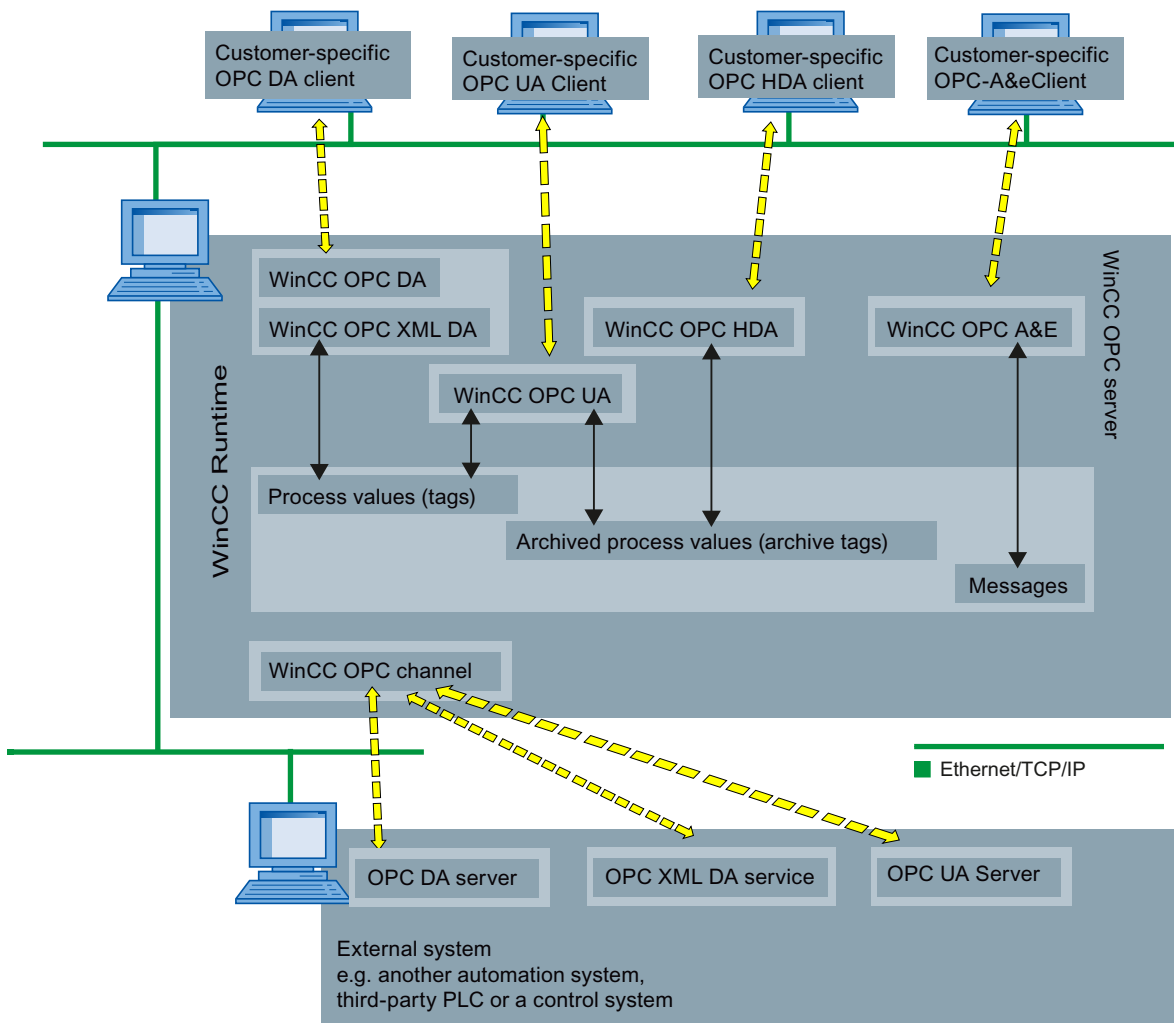 Customer-specific
OPC DA client
Customer-specific
OPC UA Client
Customer-specific
OPC HDA client
Customer-specific
OPC-A&eClient
WinCC OPC DA
WinCC OPC XML DA
WinCC OPC HDA
WinCC OPC A&E
WinCC OPC server
WinCC OPC UA
WinCC Runtime
Process values (tags)
Archived process values (archive tags)
Messages
WinCC OPC channel
Ethernet/TCP/IP
OPC DA server
OPC XML DA service
OPC UA Server
External system
e.g. another automation system,
third-party PLC or a control system